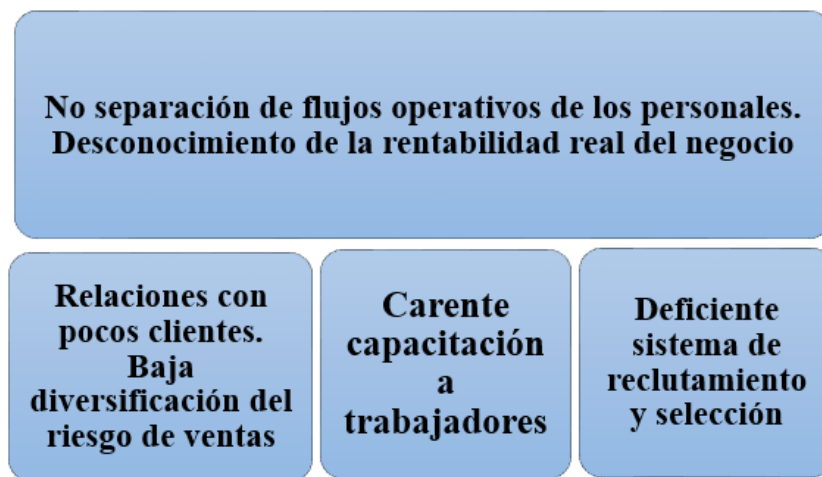 No separación de flujos operativos de los personales.
Desconocimiento de la rentabilidad real del negocio
Relaciones con
pocos clientes.
Baja
diversificación del
riesgo de ventas
Carente
capacitación
a
trabajadores
Deficiente
sistema de
reclutamiento
y selección